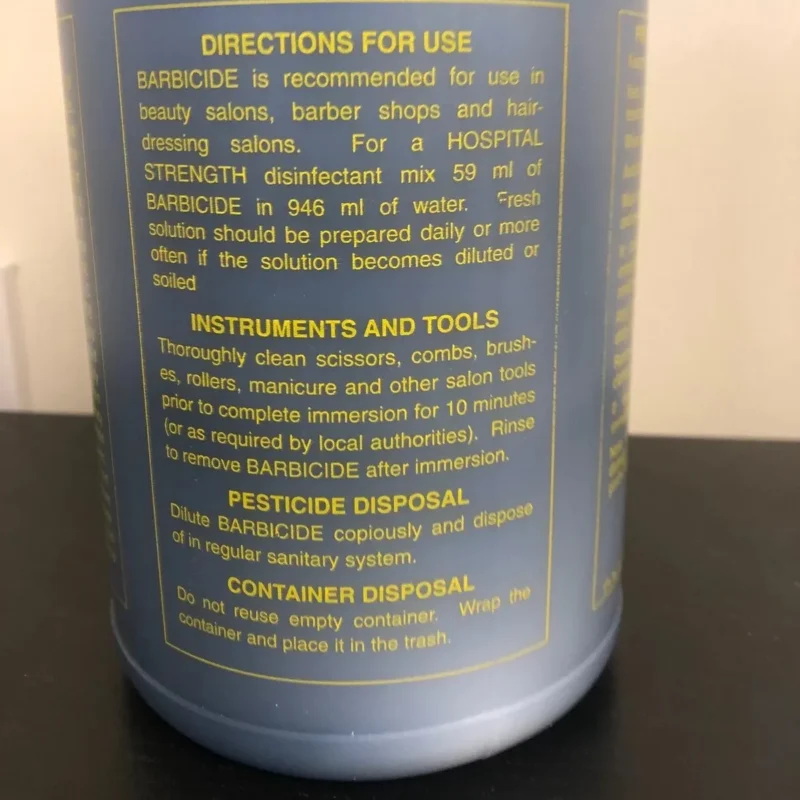 DIRECTIONS FOR USE
BARBICIDE is recommended for use in
beauty salons, barber shops and hair-
dressing salons. For a HOSPITAL
STRENGTH disinfectant mix 59 ml of
BARBICIDE in 946 ml of water. Fresh
solution should be prepared daily or more
often if the solution becomes diluted or
soiled
INSTRUMENTS AND TOOLS
Thoroughly clean scissors, combs, brush-
es, rollers, manicure and other salon tools
prior to complete immersion for 10 minutes
(or as required by local authorities). Rinse
to remove BARBICIDE after immersion.
PESTICIDE DISPOSAL
Dilute BARBICIDE copiously and dispose
of in regular sanitary system.
CONTAINER DISPOSAL
Do not reuse empty container. Wrap the
container and place it in the trash.